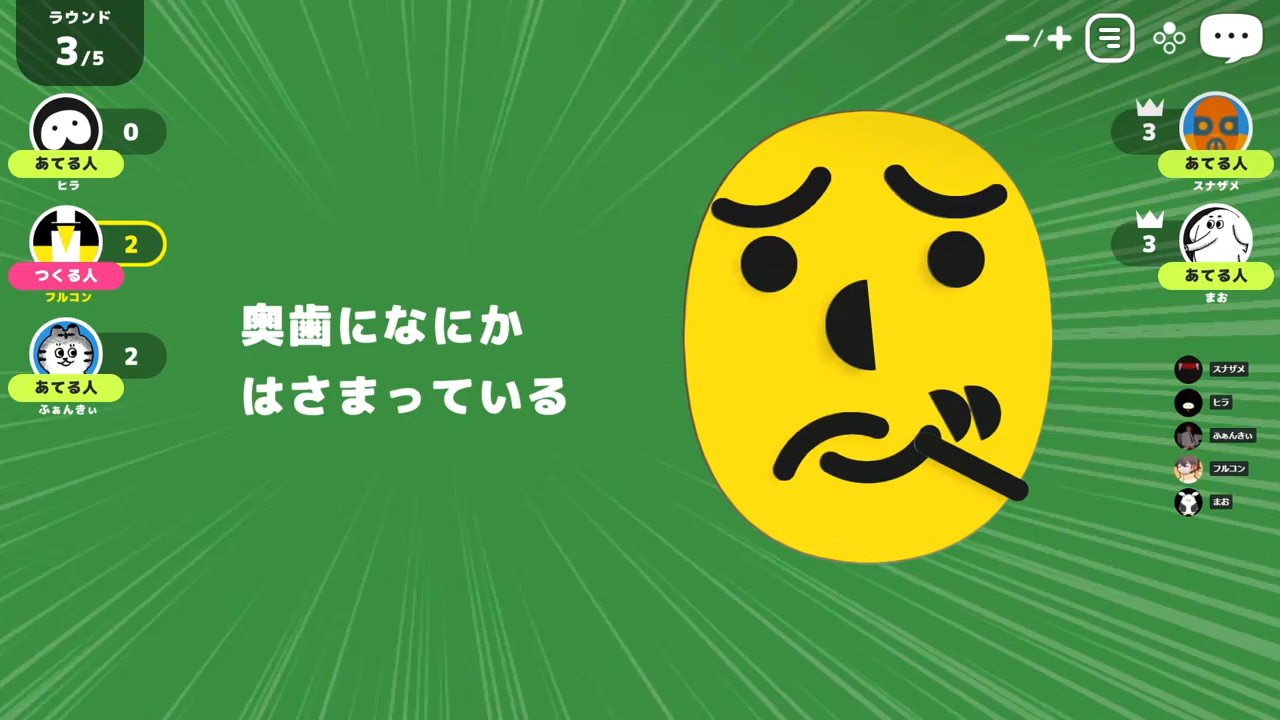 ラウンド
3/5
0
あてる人
ヒラ
2
つくる人
フルコン
2
あてる人
ふぁんきぃ
奥歯になにか
はさまっている
−/+
3
あてる人
スナザメ
3
あてる人
まお
スナザメ
ヒラ
ふぁんきぃ
フルコン
まお